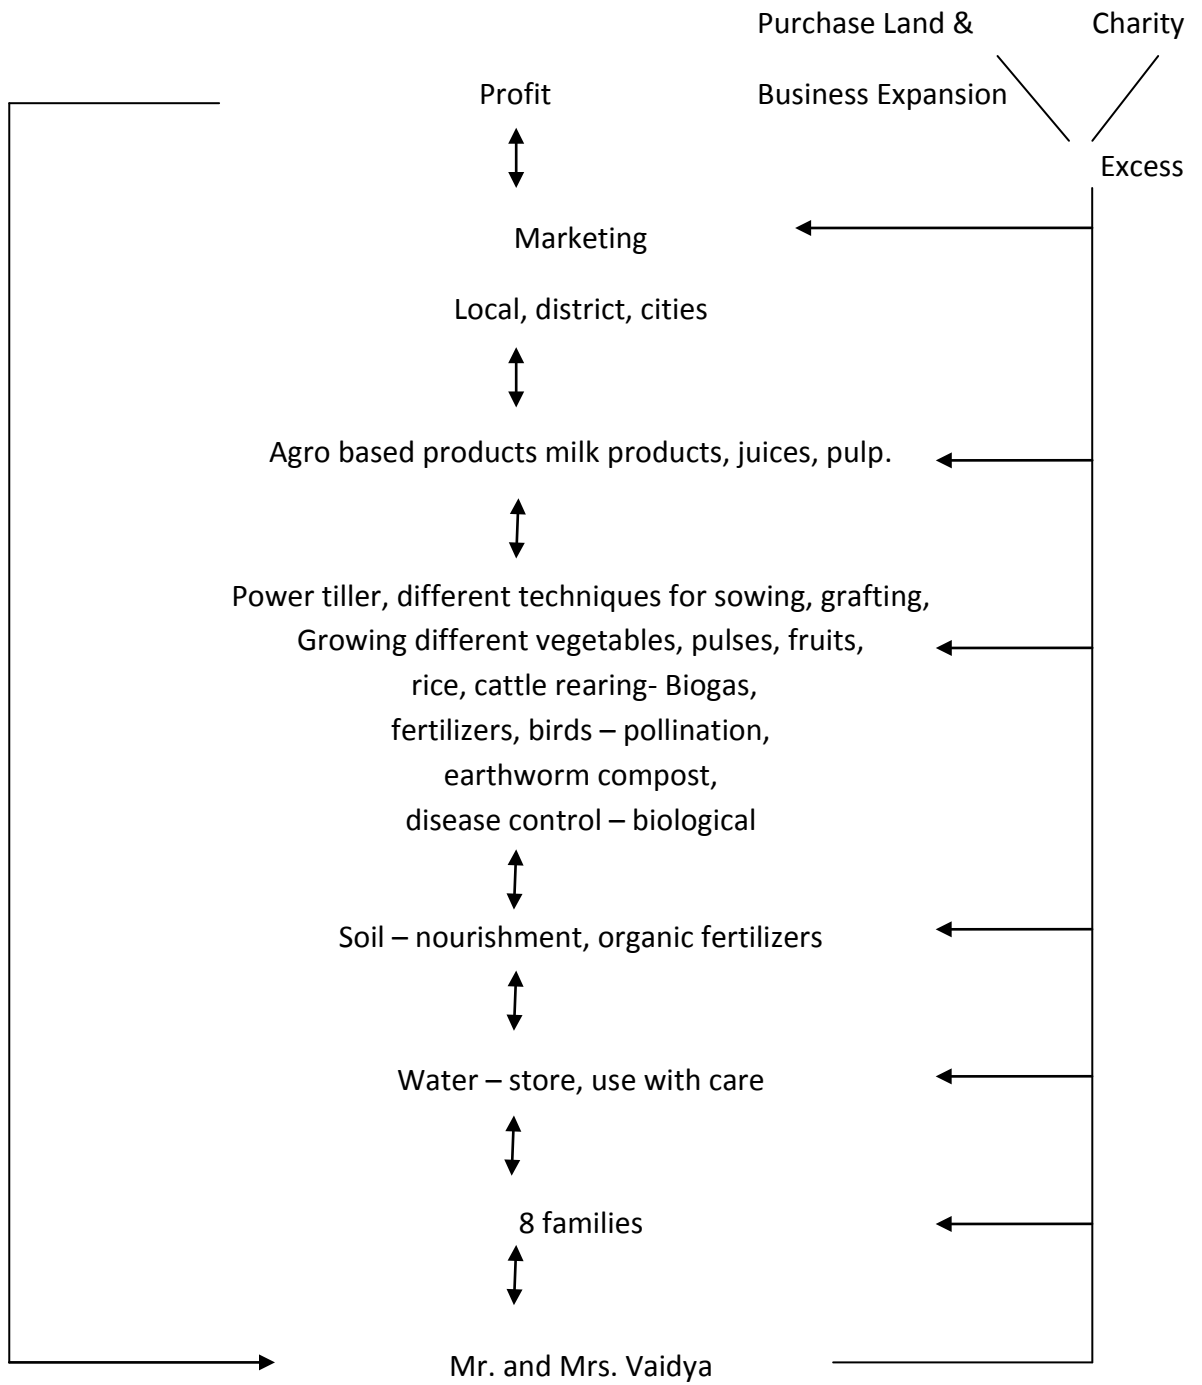 Purchase Land & Charity
Profit Business Expansion
Excess
Marketing
Local, district, cities
Agro based products milk products, juices, pulp.
Power tiller, different techniques for sowing, grafting,
Growing different vegetables, pulses, fruits,
rice, cattle rearing- Biogas,
fertilizers, birds – pollination,
earthworm compost,
disease control – biological
Soil – nourishment, organic fertilizers
Water – store, use with care
8 families
Mr. and Mrs. Vaidya